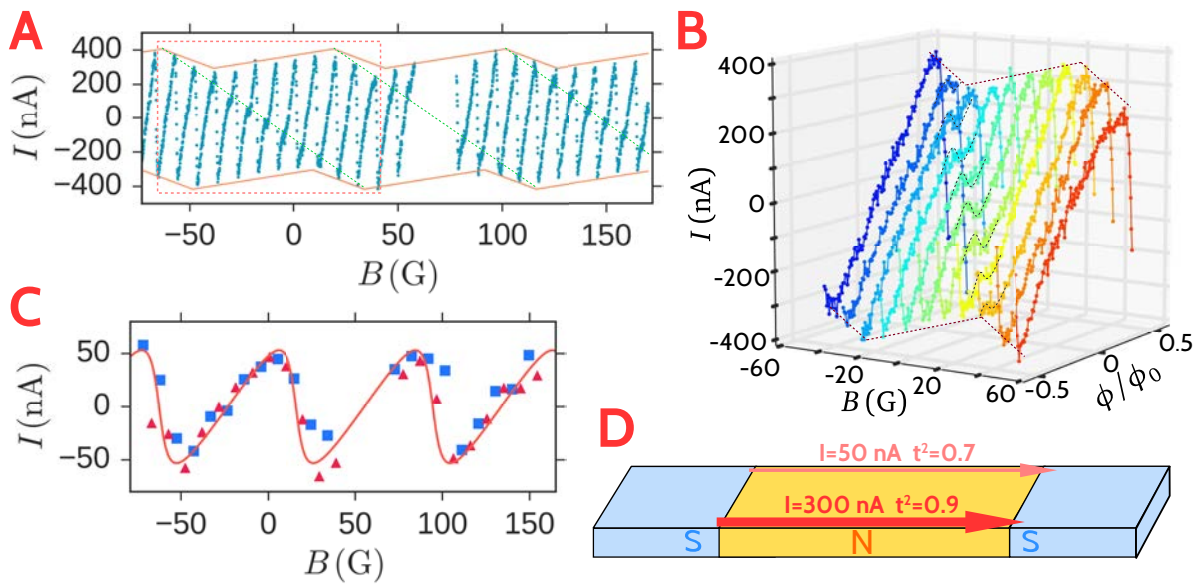 A
I (nA)
400
200
0
−200
−400
−50
0
50
100
150
B (G)
B
I (nA)
400
200
0
-200
-400
-60
-20
20
60
B (G)
-0.5
0
0.5
ϕ/ϕ0
C
I (nA)
50
0
−50
−50
0
50
100
150
B (G)
D
I=50 nA t²=0.7
I=300 nA t²=0.9
S
N
S